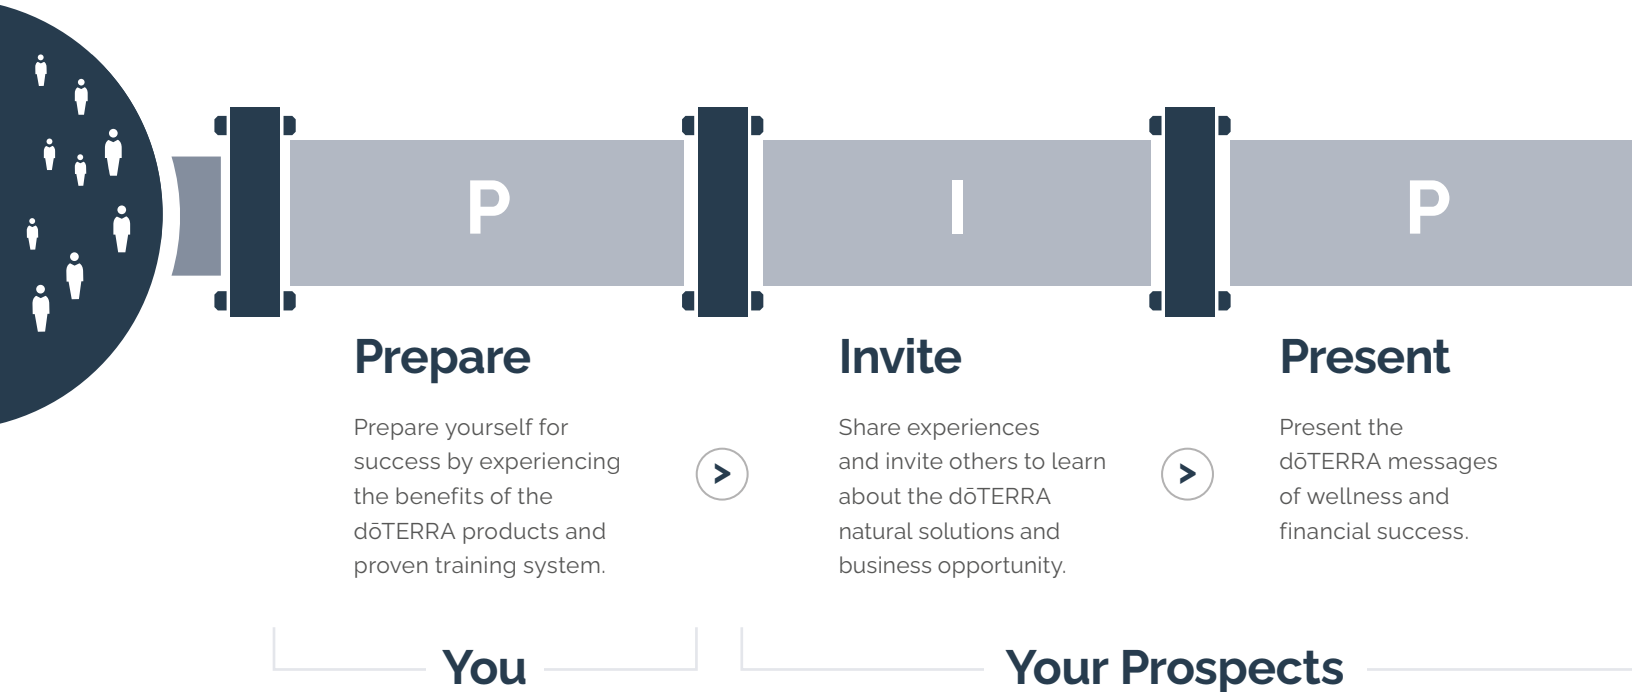 P
I
P
Prepare
Prepare yourself for
success by experiencing
the benefits of the
dōTERRA products and
proven training system.
>
Invite
Share experiences
and invite others to learn
about the dōTERRA
natural solutions and
business opportunity.
>
Present
Present the
dōTERRA messages
of wellness and
financial success.
You
Your Prospects